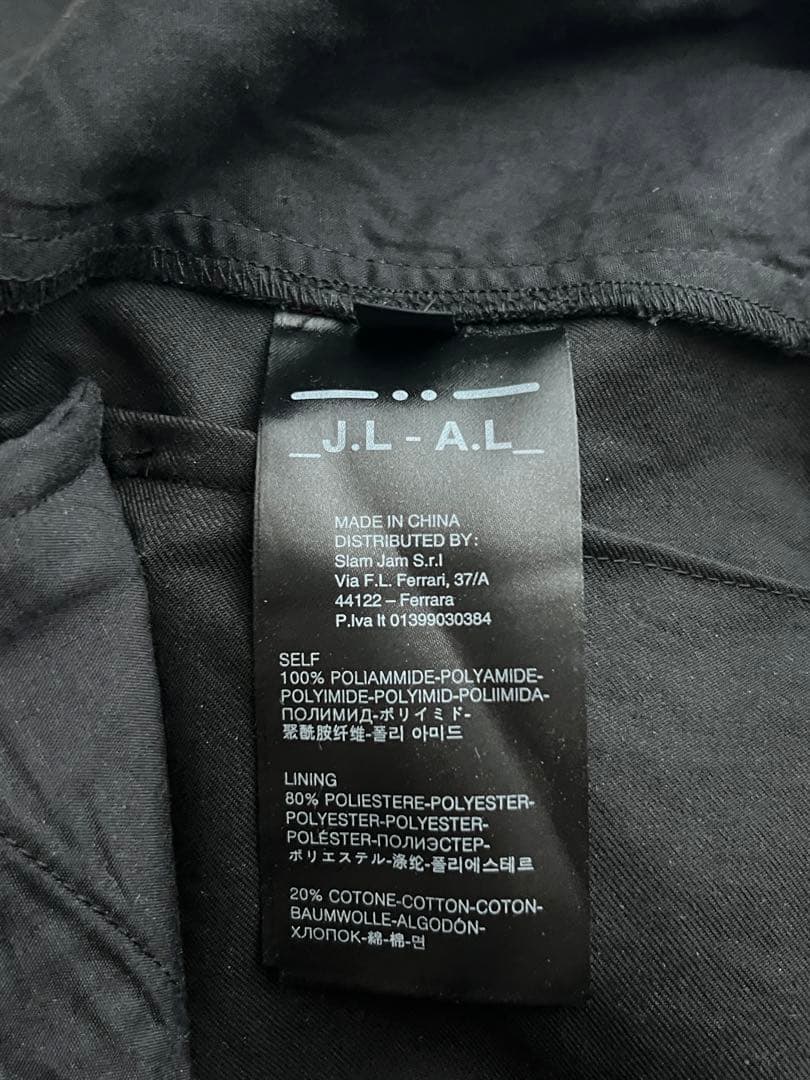 _J.L - A.L_
MADE IN CHINA
DISTRIBUTED BY:
Slam Jam S.r.l
Via F.L. Ferrari, 37/A
44122 – Ferrara
P.Iva It 01399030384
SELF
100% POLIAMMIDE-POLYAMIDE-
POLYIMIDE-POLYIMID-POLIIMIDA-
ПОЛИМИД-ポリイミド-
聚酰胺纤维-폴리 아미드
LINING
80% POLIESTERE-POLYESTER-
POLYESTER-POLYESTER-
POLÉSTER-ПОЛИЭСТЕР-
ポリエステル-涤纶-폴리에스테르
20% COTONE-COTTON-COTON-
BAUMWOLLE-ALGODÓN-
ХЛОПОК-綿-棉-면